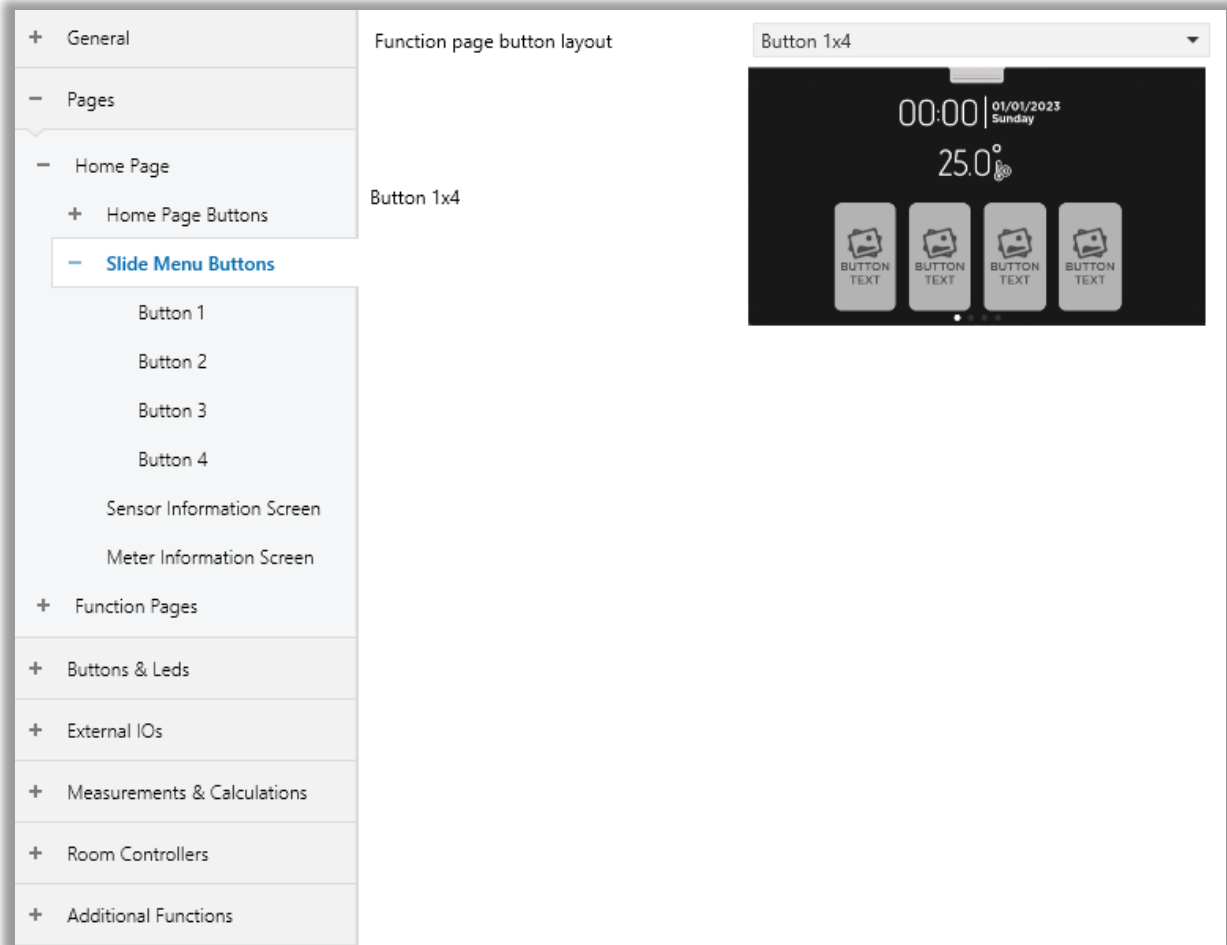 General
Pages
Home Page
Home Page Buttons
Slide Menu Buttons
Button 1
Button 2
Button 3
Button 4
Sensor Information Screen
Meter Information Screen
Function Pages
Buttons & Leds
External IOs
Measurements & Calculations
Room Controllers
Additional Functions
Function page button layout
Button 1x4
Button 1x4
00:00 01/01/2023
Sunday
25.0°
BUTTON TEXT
BUTTON TEXT
BUTTON TEXT
BUTTON TEXT